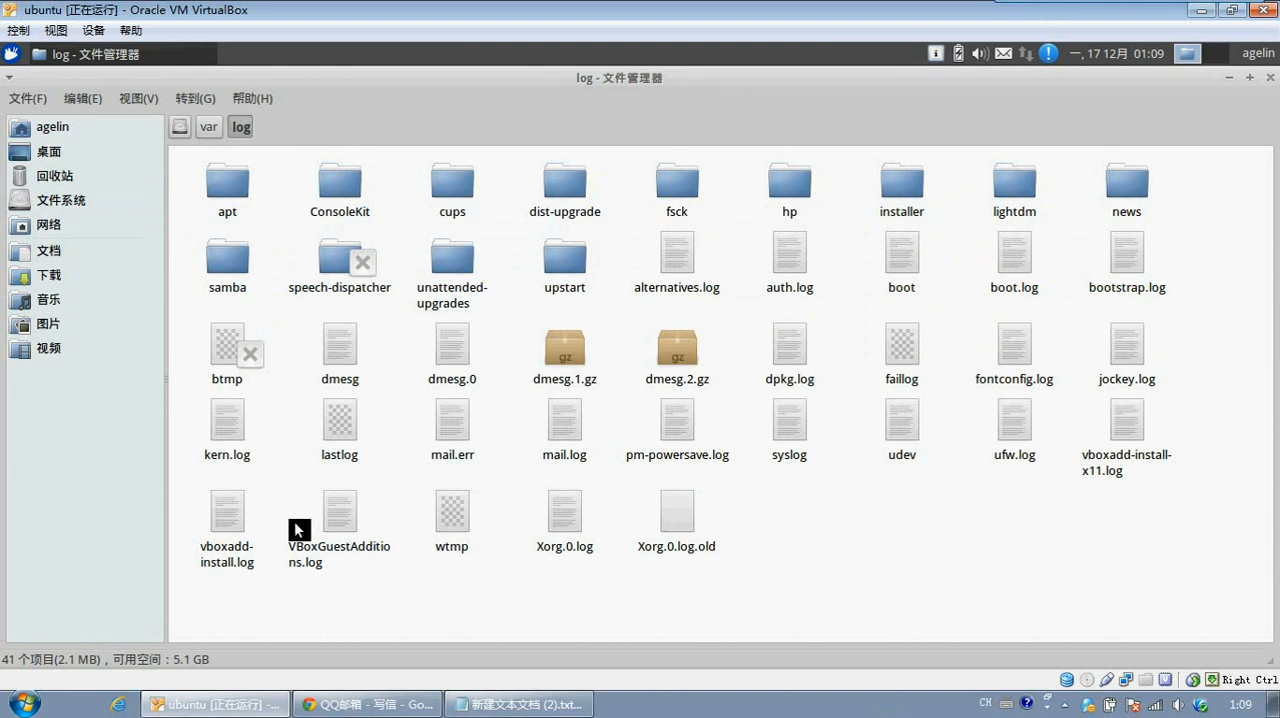 ubuntu [正在运行] - Oracle VM VirtualBox
控制 视图 设备 帮助
log - 文件管理器 一, 17 12月 01:09 agelin
log - 文件管理器
文件(F) 编辑(E) 视图(V) 转到(G) 帮助(H)
agelin
桌面
回收站
文件系统
网络
文档
下载
音乐
图片
视频
var log
apt ConsoleKit cups dist-upgrade fsck hp installer lightdm news
samba speech-dispatcher unattended-upgrades upstart alternatives.log auth.log boot boot.log bootstrap.log
btmp dmesg dmesg.0 dmesg.1.gz dmesg.2.gz dpkg.log faillog fontconfig.log jockey.log
kern.log lastlog mail.err mail.log pm-powersave.log syslog udev ufw.log vboxadd-install-x11.log
vboxadd-install.log VBoxGuestAdditions.log wtmp Xorg.0.log Xorg.0.log.old
gz gz
41 个项目(2.1 MB)，可用空间：5.1 GB
Right Ctrl
ubuntu [正在运行] -... QQ邮箱 - 写信 - Go... 新建文本文档 (2).txt... CH 1:09